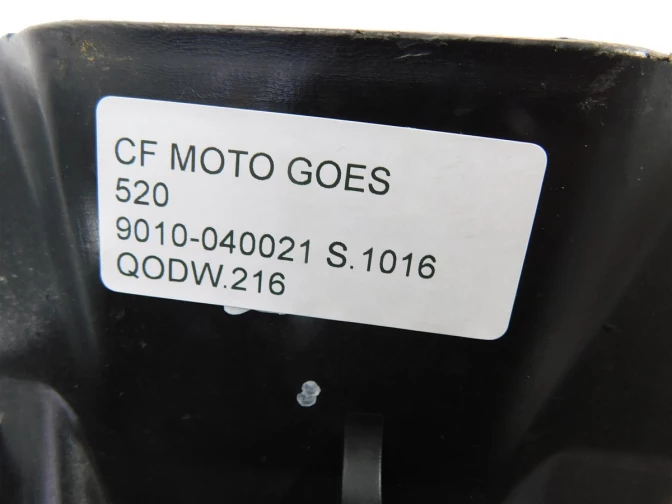 CF MOTO GOES
520
9010-040021 S.1016
QODW.216